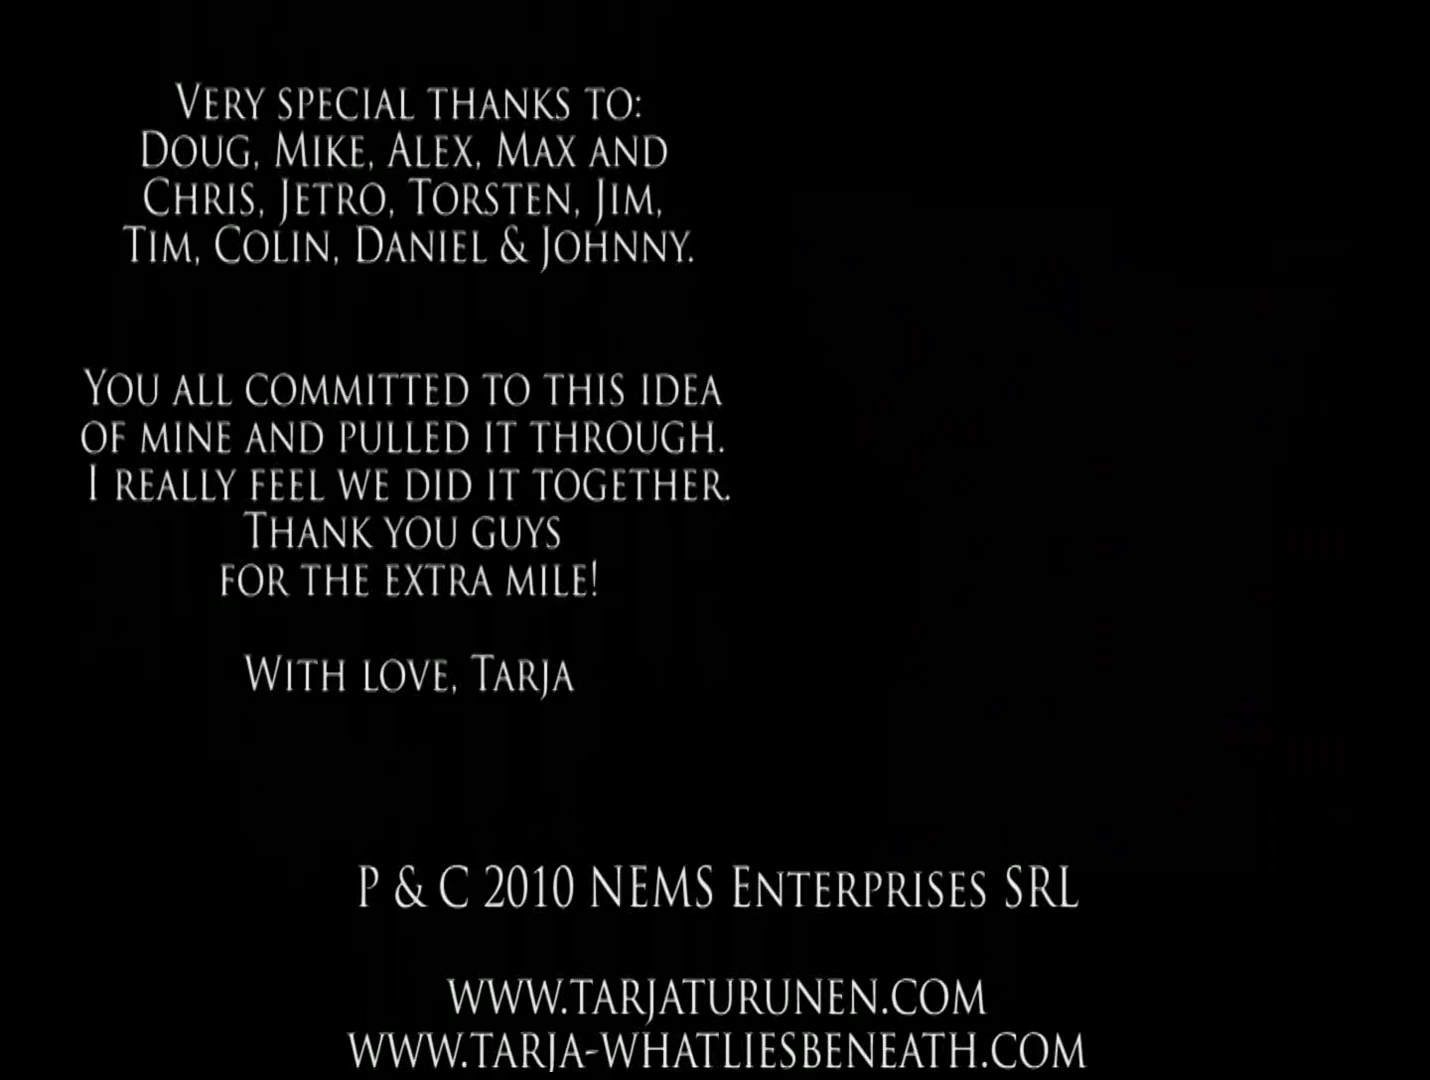 Very special thanks to:
Doug, Mike, Alex, Max and
Chris, Jetro, Torsten, Jim,
Tim, Colin, Daniel & Johnny.
You all committed to this idea
of mine and pulled it through.
I really feel we did it together.
Thank you guys
for the extra mile!
With love, Tarja
P & C 2010 NEMS Enterprises SRL
www.tarjaturunen.com
www.tarja-whatliesbeneath.com